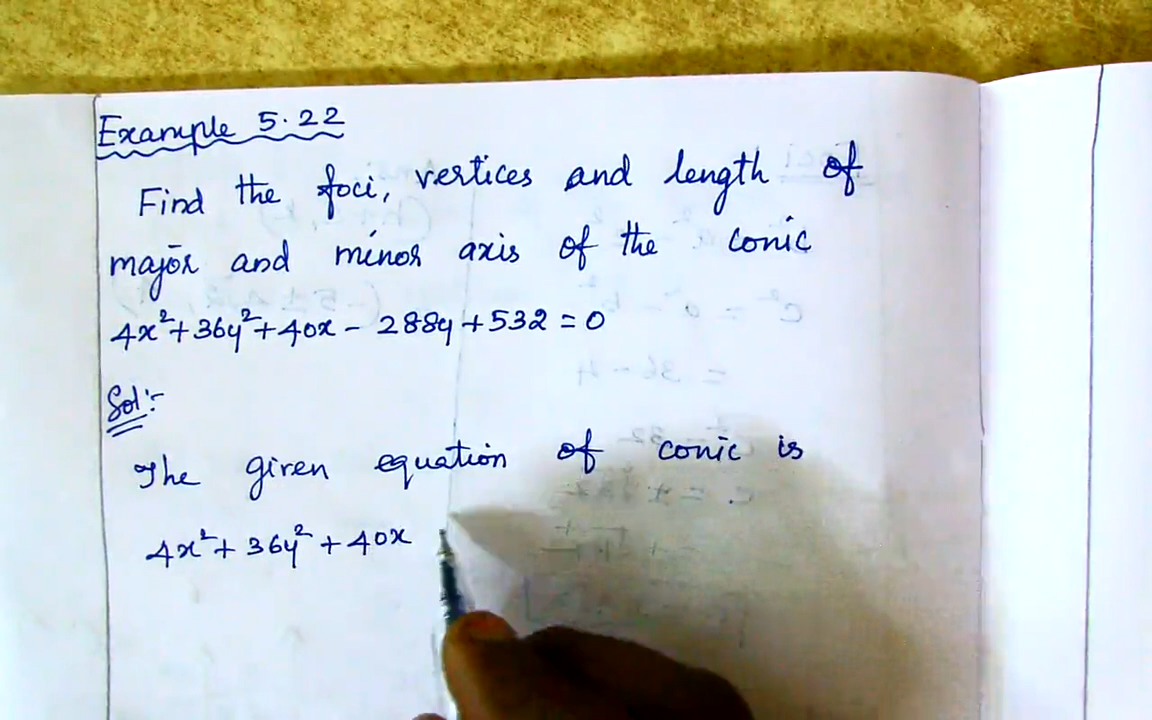 Example 5.22
Find the foci, vertices and length of
major and minor axis of the conic
4x²+36y²+40x - 288y+532 = 0
Sol:-
The given equation of conic is
4x²+ 36y² + 40x